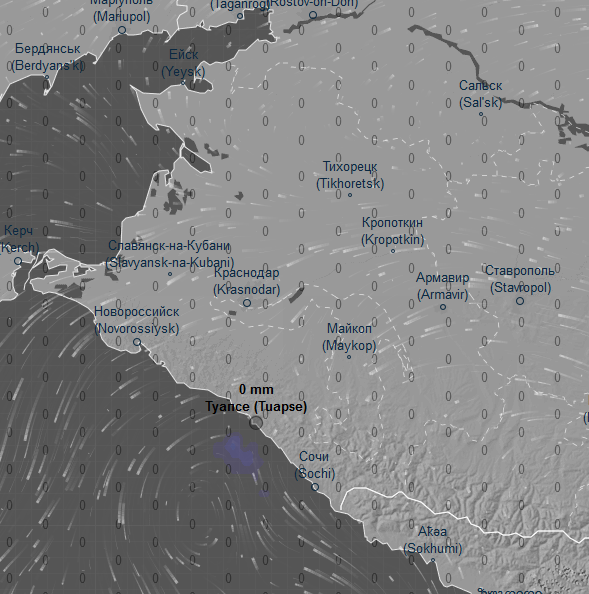 Мариуполь
(Mariupol)
(Taganrog)
Rostov-on-Don)
Бердянськ
(Berdyans'k)
Ейск
(Yeysk)
Сальск
(Sal'sk)
Тихорецк
(Tikhoretsk)
Кропоткин
(Kropotkin)
Керч
(Kerch)
Славянск-на-Кубани
(Slavyansk-na-Kubani)
Краснодар
(Krasnodar)
Армавир
(Armavir)
Ставрополь
(Stavropol)
Новороссийск
(Novorossiysk)
Майкоп
(Maykop)
0 mm
Туапсе (Tuapse)
Сочи
(Sochi)
Аҟәа
(Sokhumi)